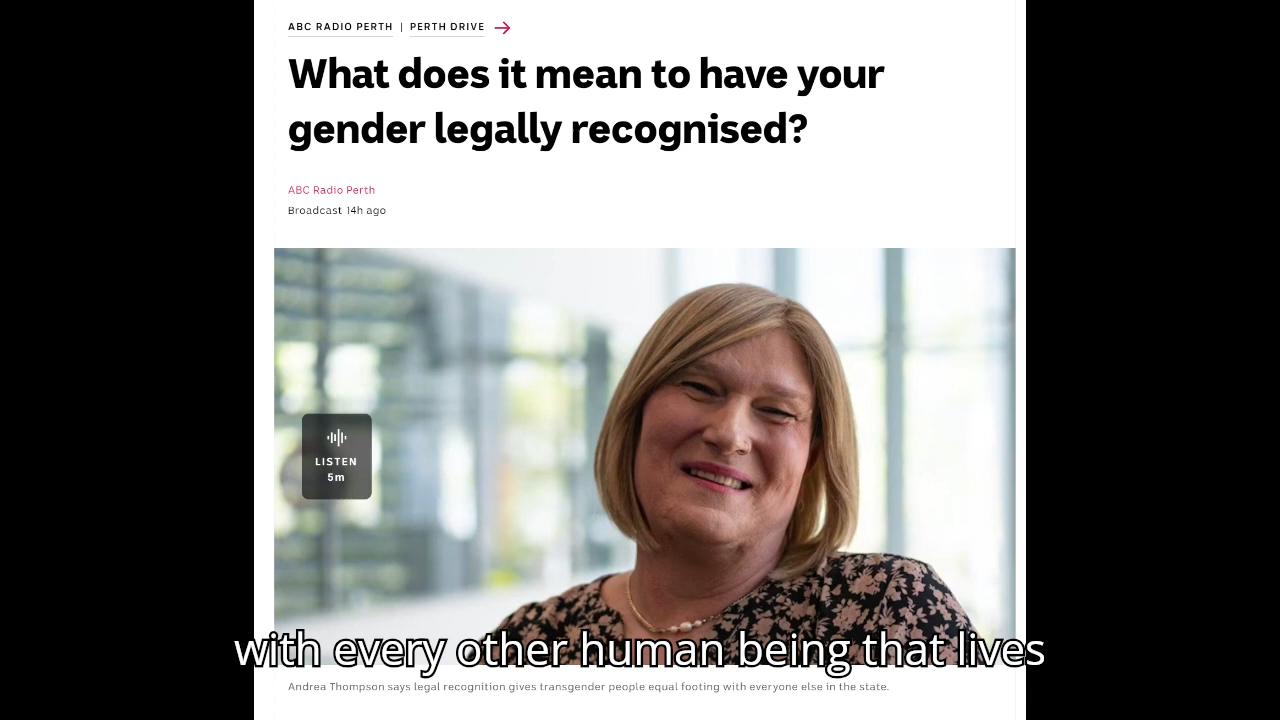 ABC RADIO PERTH | PERTH DRIVE
What does it mean to have your
gender legally recognised?
ABC Radio Perth
Broadcast 14h ago
LISTEN
5m
with every other human being that lives
Andrea Thompson says legal recognition gives transgender people equal footing with everyone else in the state.